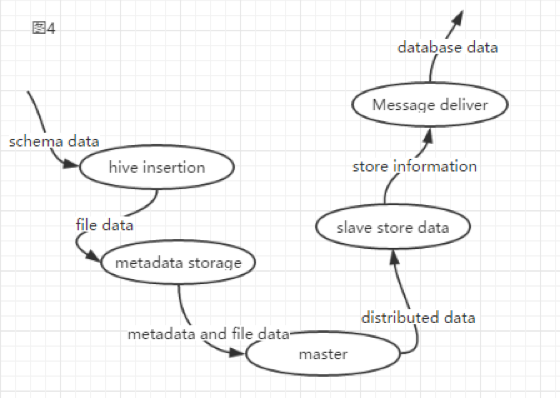 图4
schema data
hive insertion
file data
metadata storage
metadata and file data
master
distributed data
slave store data
store information
Message deliver
database data